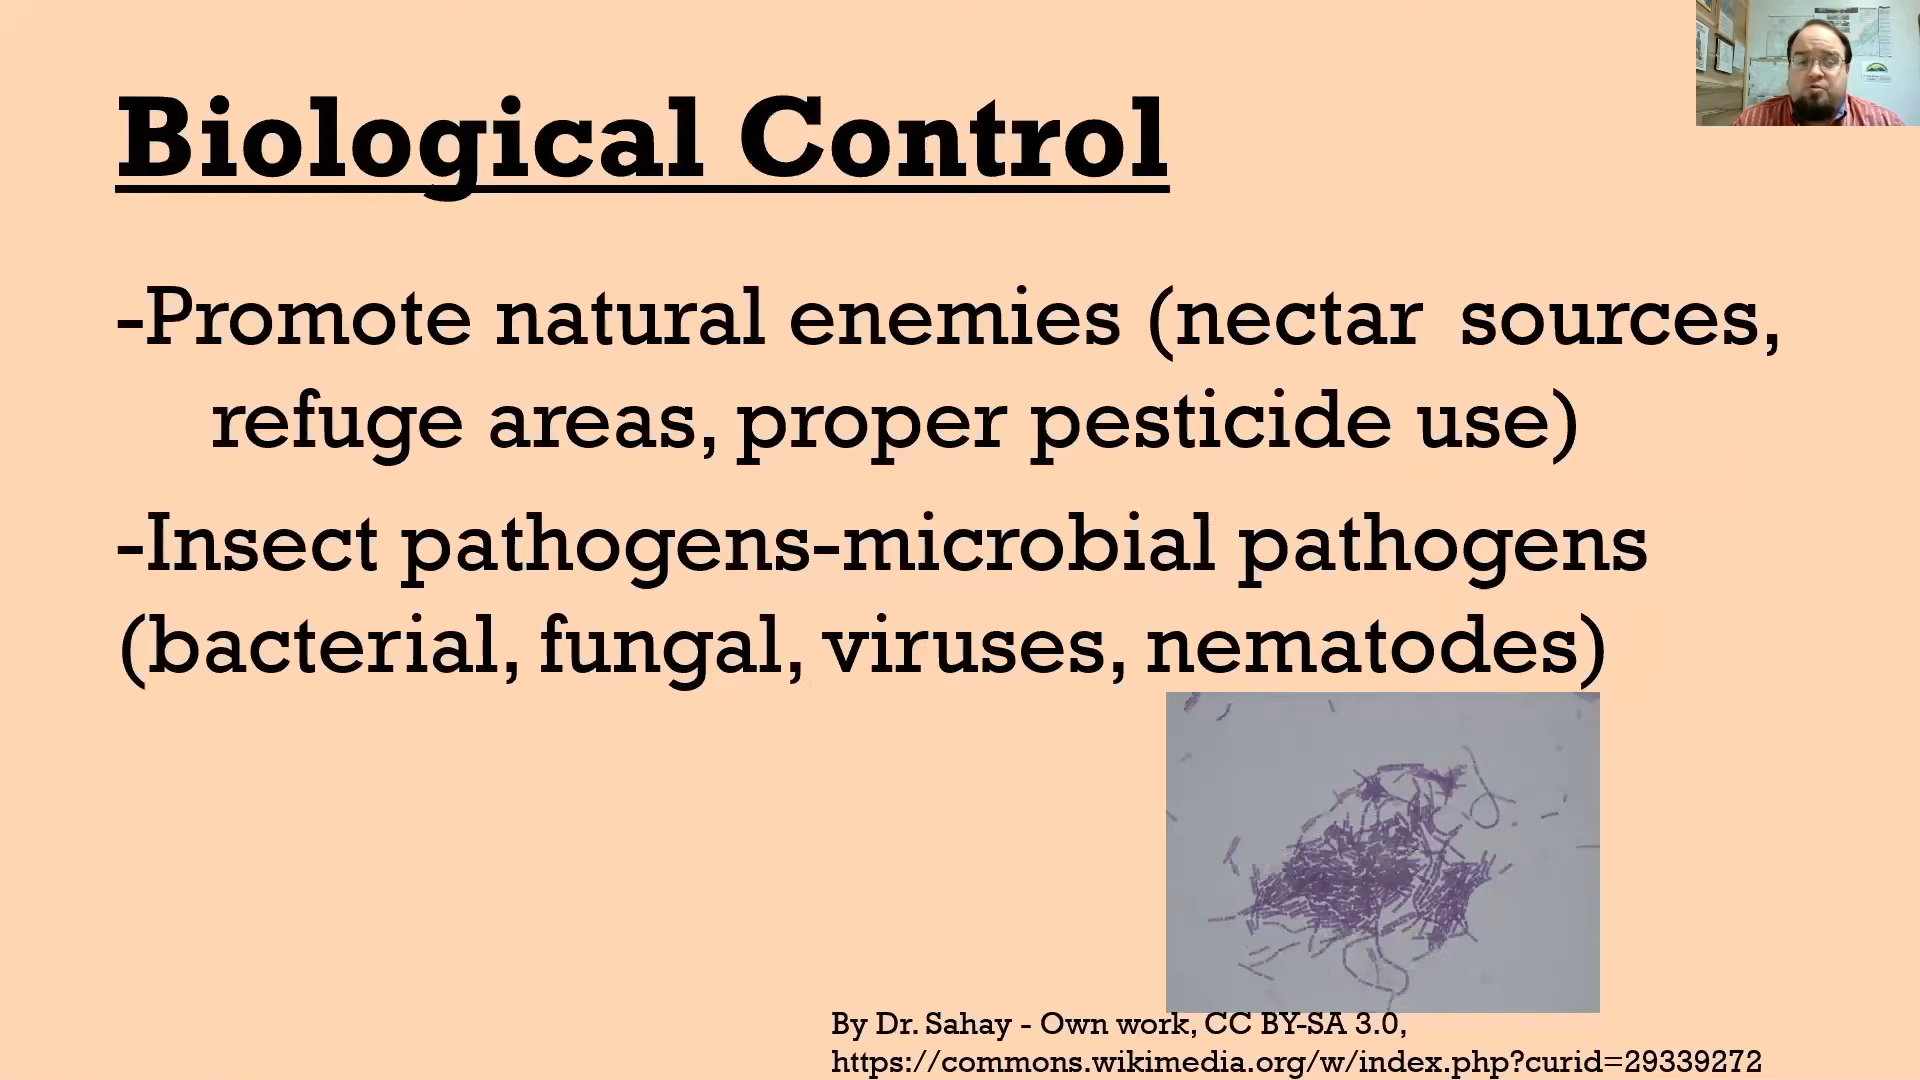 Biological Control
-Promote natural enemies (nectar sources,
refuge areas, proper pesticide use)
-Insect pathogens-microbial pathogens
(bacterial, fungal, viruses, nematodes)
By Dr. Sahay - Own work, CC BY-SA 3.0,
https://commons.wikimedia.org/w/index.php?curid=29339272